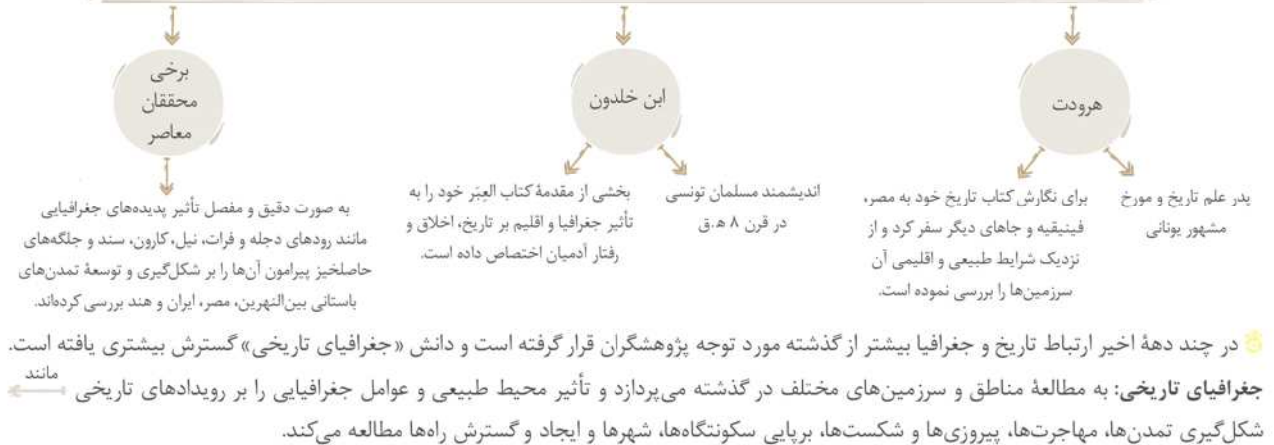 هرودت
پدر علم تاریخ و مورخ
مشهور یونانی
برای نگارش کتاب تاریخ خود به مصر،
فینیقیه و جاهای دیگر سفر کرد و از
نزدیک شرایط طبیعی و اقلیمی آن
سرزمین‌ها را بررسی نموده است.
ابن خلدون
اندیشمند مسلمان تونسی
در قرن ۸ ه‍.ق
بخشی از مقدمهٔ کتاب العِبَر خود را به
تأثیر جغرافیا و اقلیم بر تاریخ، اخلاق و
رفتار آدمیان اختصاص داده است.
برخی
محققان
معاصر
به صورت دقیق و مفصل تأثیر پدیده‌های جغرافیایی
مانند رودهای دجله و فرات، نیل، کارون، سند و جلگه‌های
حاصلخیز پیرامون آن‌ها را بر شکل‌گیری و توسعهٔ تمدن‌های
باستانی بین‌النهرین، مصر، ایران و هند بررسی کرده‌اند.
در چند دههٔ اخیر ارتباط تاریخ و جغرافیا بیشتر از گذشته مورد توجه پژوهشگران قرار گرفته است و دانش «جغرافیای تاریخی» گسترش بیشتری یافته است.
جغرافیای تاریخی: به مطالعهٔ مناطق و سرزمین‌های مختلف در گذشته می‌پردازد و تأثیر محیط طبیعی و عوامل جغرافیایی را بر رویدادهای تاریخی مانند
شکل‌گیری تمدن‌ها، مهاجرت‌ها، پیروزی‌ها و شکست‌ها، برپایی سکونتگاه‌ها، شهرها و ایجاد و گسترش راه‌ها مطالعه می‌کند.